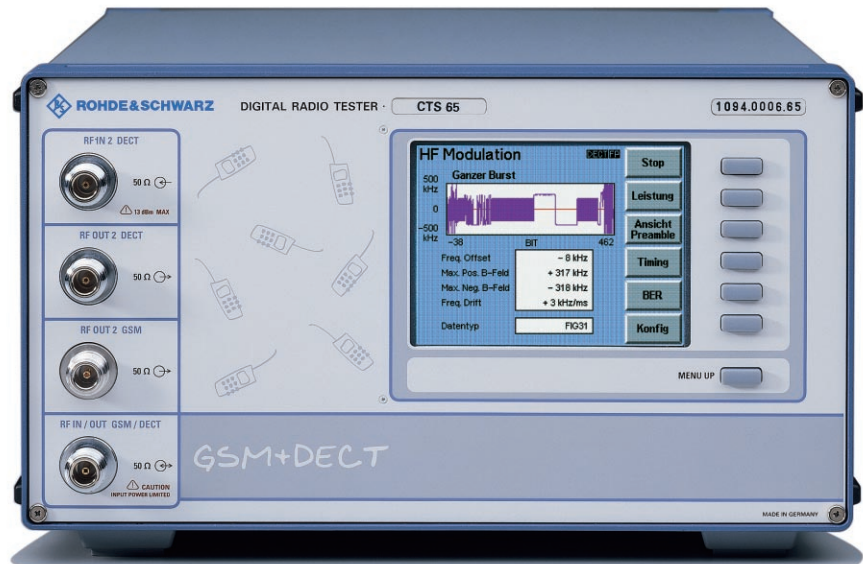 ROHDE&SCHWARZ
DIGITAL RADIO TESTER · CTS 65
1094.0006.65
RF IN 2 DECT
50 Ω
13 dBm MAX
RF OUT 2 DECT
50 Ω
RF OUT 2 GSM
50 Ω
RF IN / OUT GSM / DECT
50 Ω
CAUTION
INPUT POWER LIMITED
GSM+DECT
HF Modulation
DECT FP
Ganzer Burst
500
kHz
0
-500
kHz
-38 BIT 462
Freq. Offset - 8 kHz
Max. Pos. B-Feld + 317 kHz
Max. Neg. B-Feld - 318 kHz
Freq. Drift + 3 kHz/ms
Datentyp FIG31
Stop
Leistung
Ansicht
Preamble
Timing
BER
Konfig
MENU UP
MADE IN GERMANY